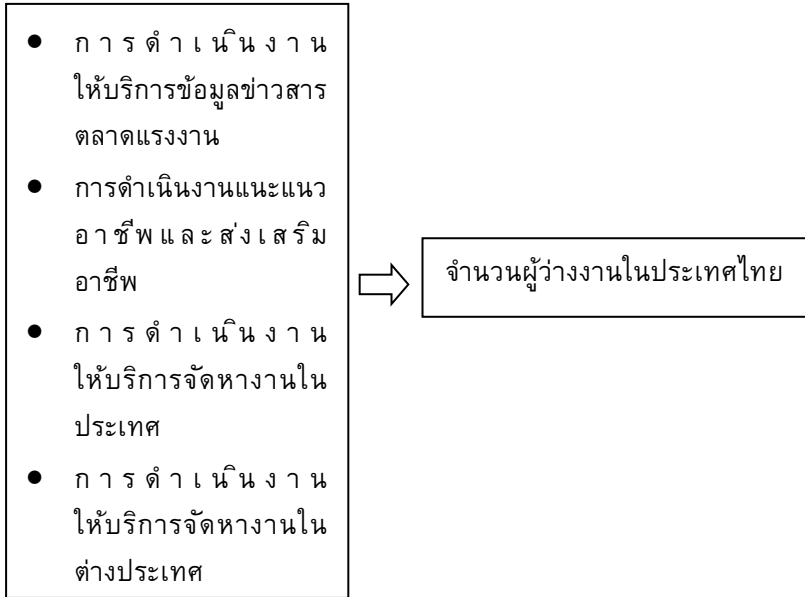 ● การดำเนินงาน
ให้บริการข้อมูลข่าวสาร
ตลาดแรงงาน
● การดำเนินงานแนะแนว
อาชีพและส่งเสริม
อาชีพ
● การดำเนินงาน
ให้บริการจัดหางานใน
ประเทศ
● การดำเนินงาน
ให้บริการจัดหางานใน
ต่างประเทศ
จำนวนผู้ว่างงานในประเทศไทย